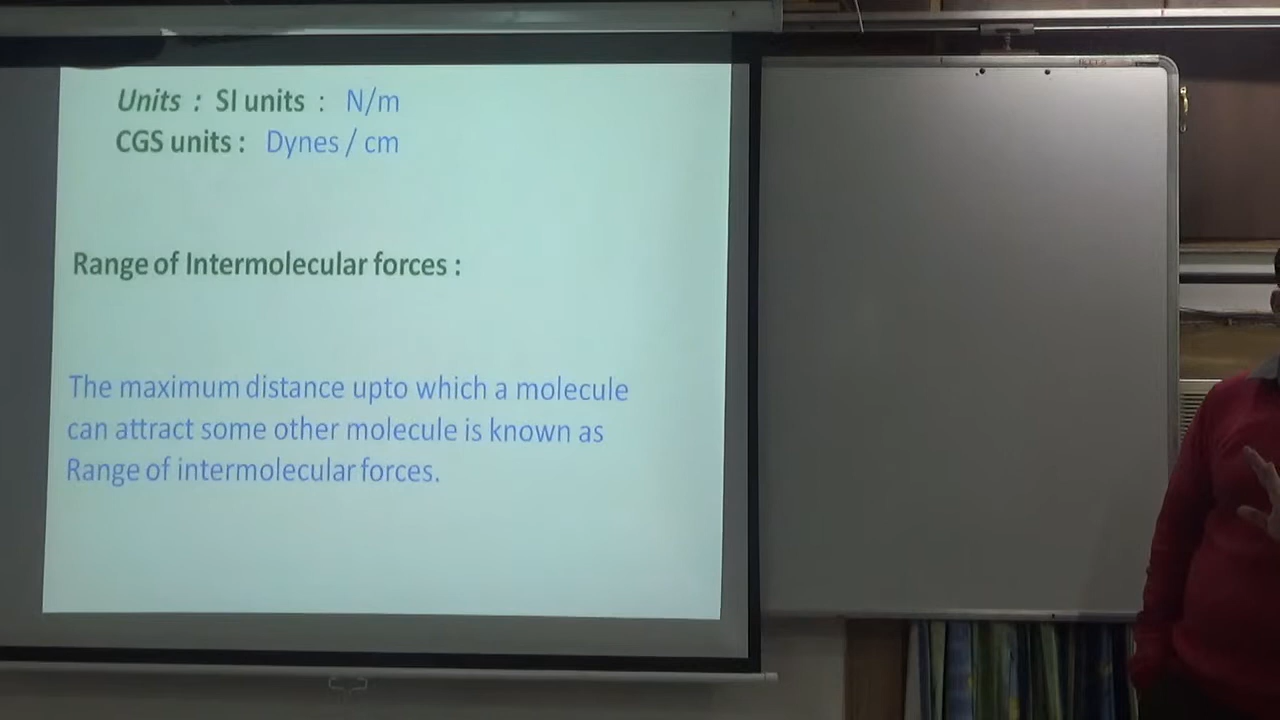 Units : SI units : N/m
CGS units : Dynes / cm
Range of Intermolecular forces :
The maximum distance upto which a molecule
can attract some other molecule is known as
Range of intermolecular forces.